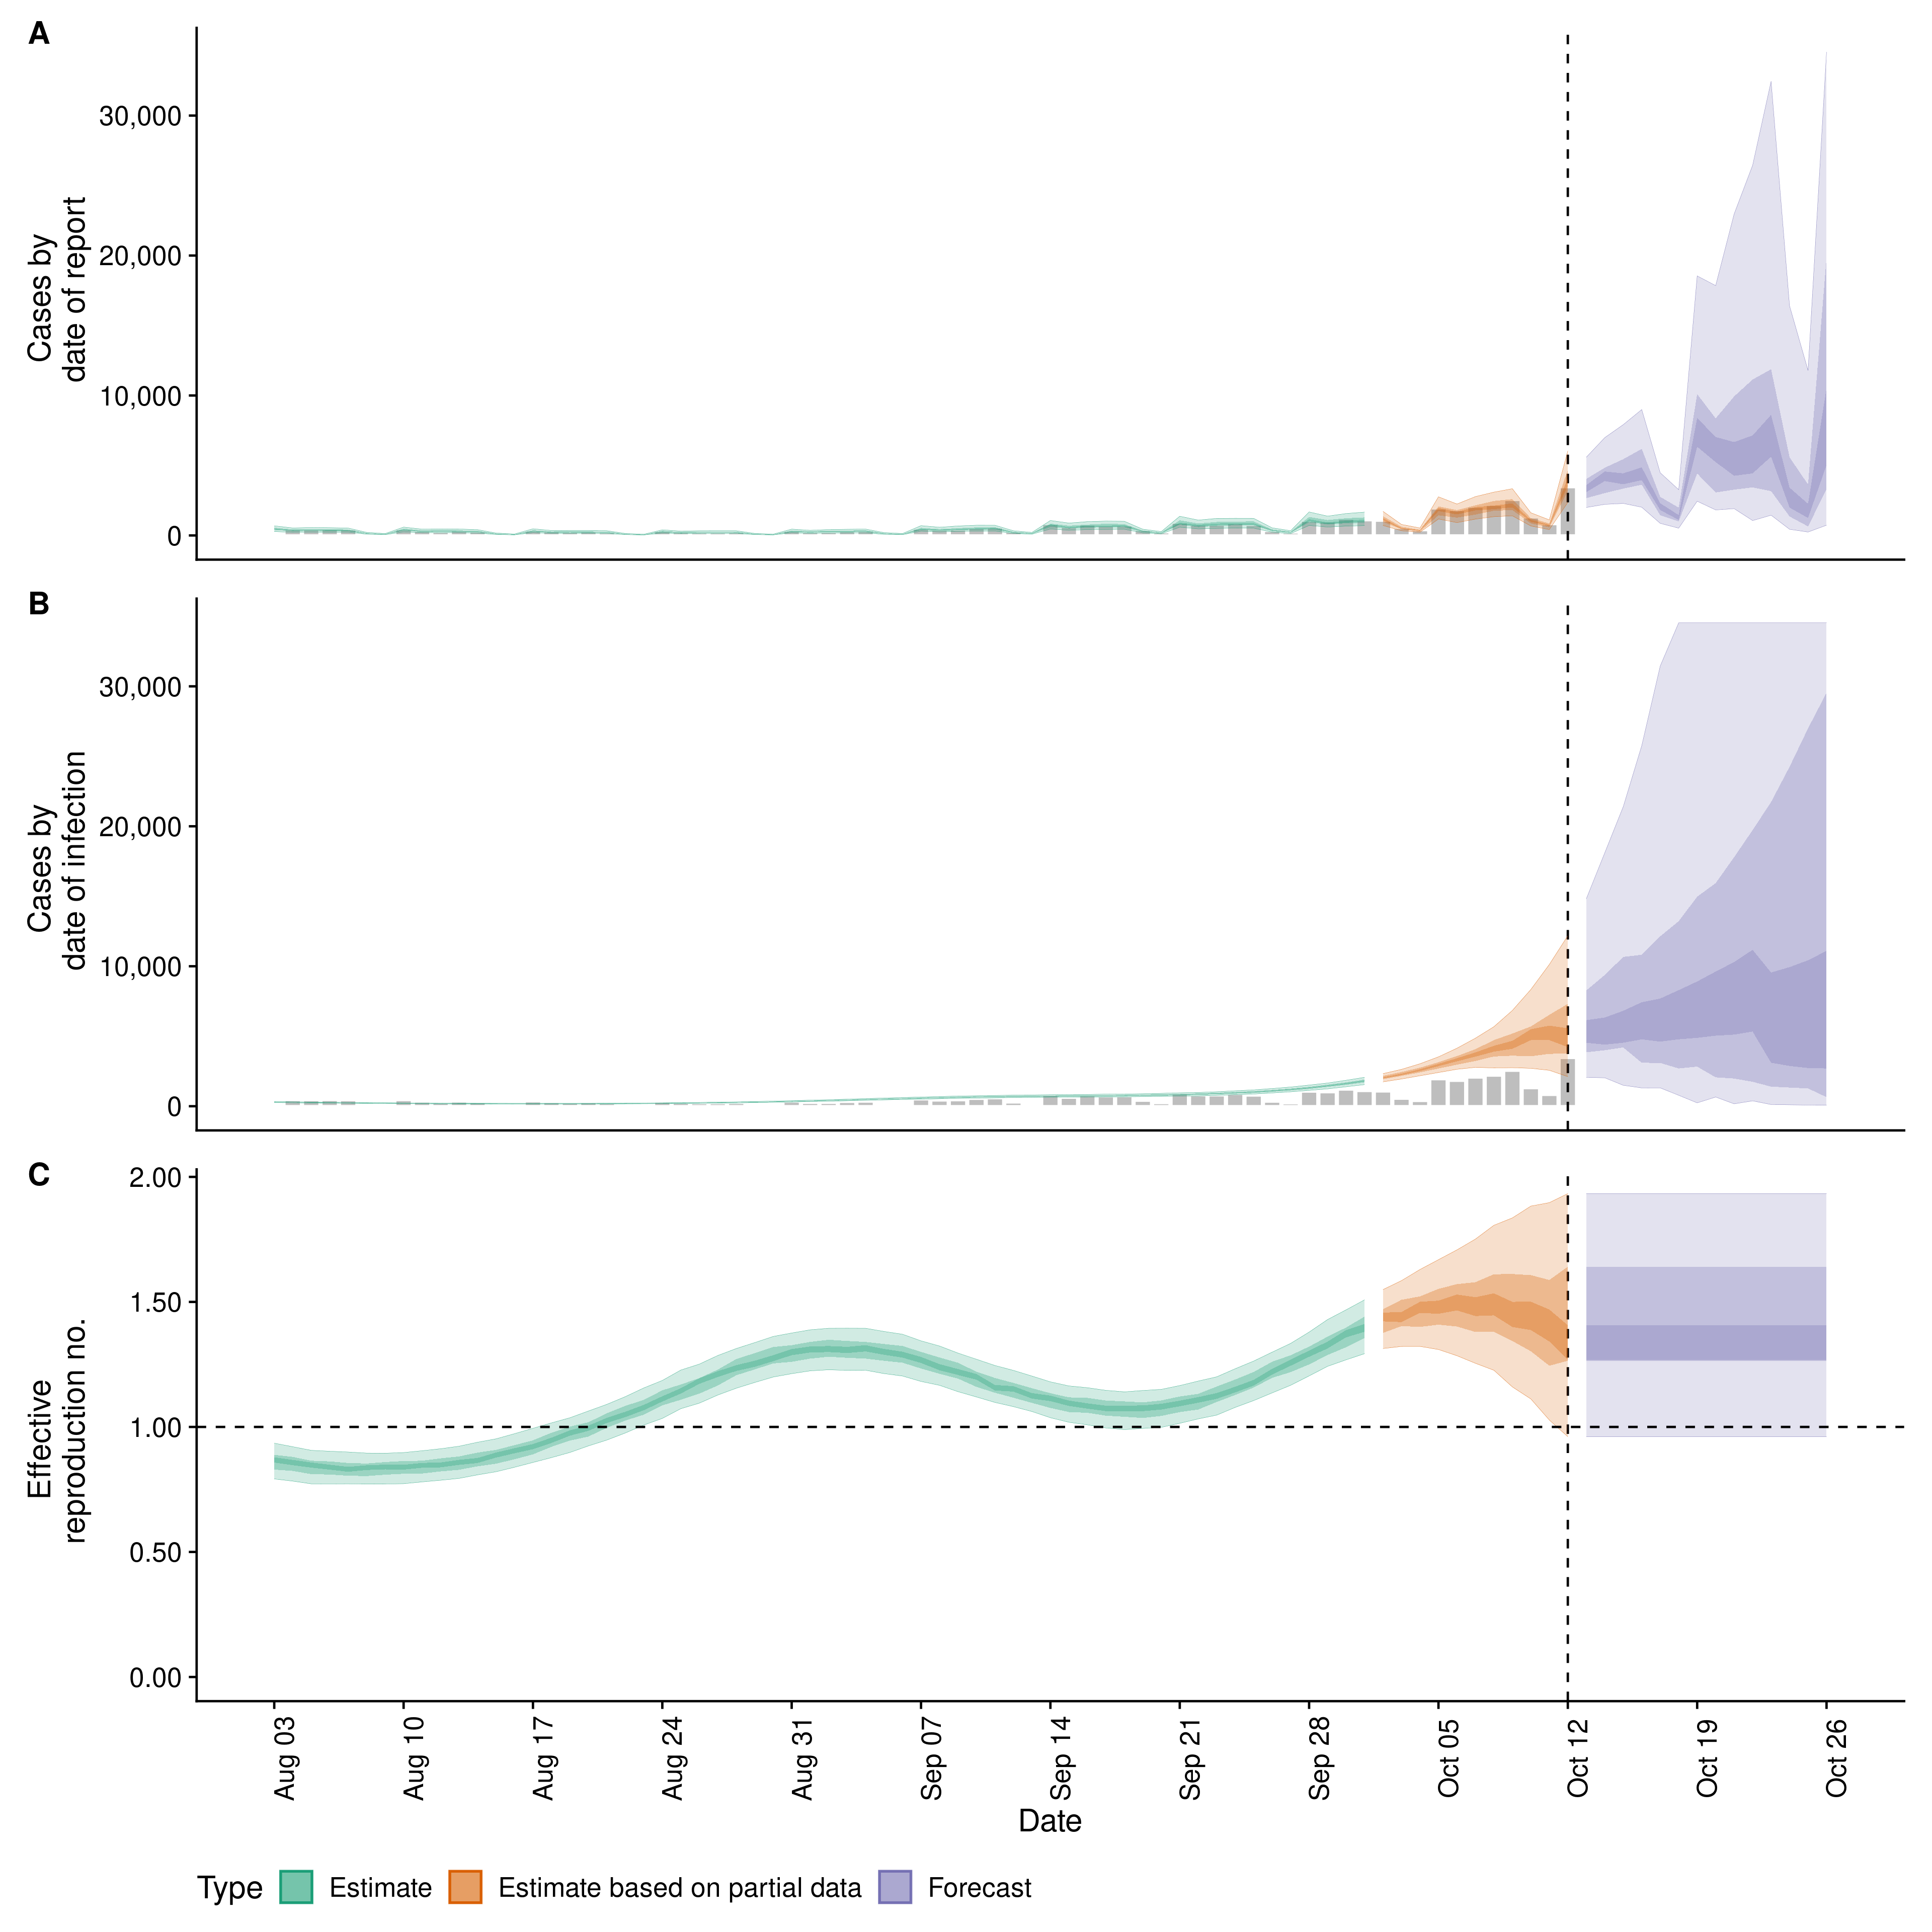 A
Cases by
date of report
30,000
20,000
10,000
0
B
Cases by
date of infection
30,000
20,000
10,000
0
C
Effective
reproduction no.
2.00
1.50
1.00
0.50
0.00
Aug 03
Aug 10
Aug 17
Aug 24
Aug 31
Sep 07
Sep 14
Sep 21
Sep 28
Oct 05
Oct 12
Oct 19
Oct 26
Date
Type
Estimate
Estimate based on partial data
Forecast